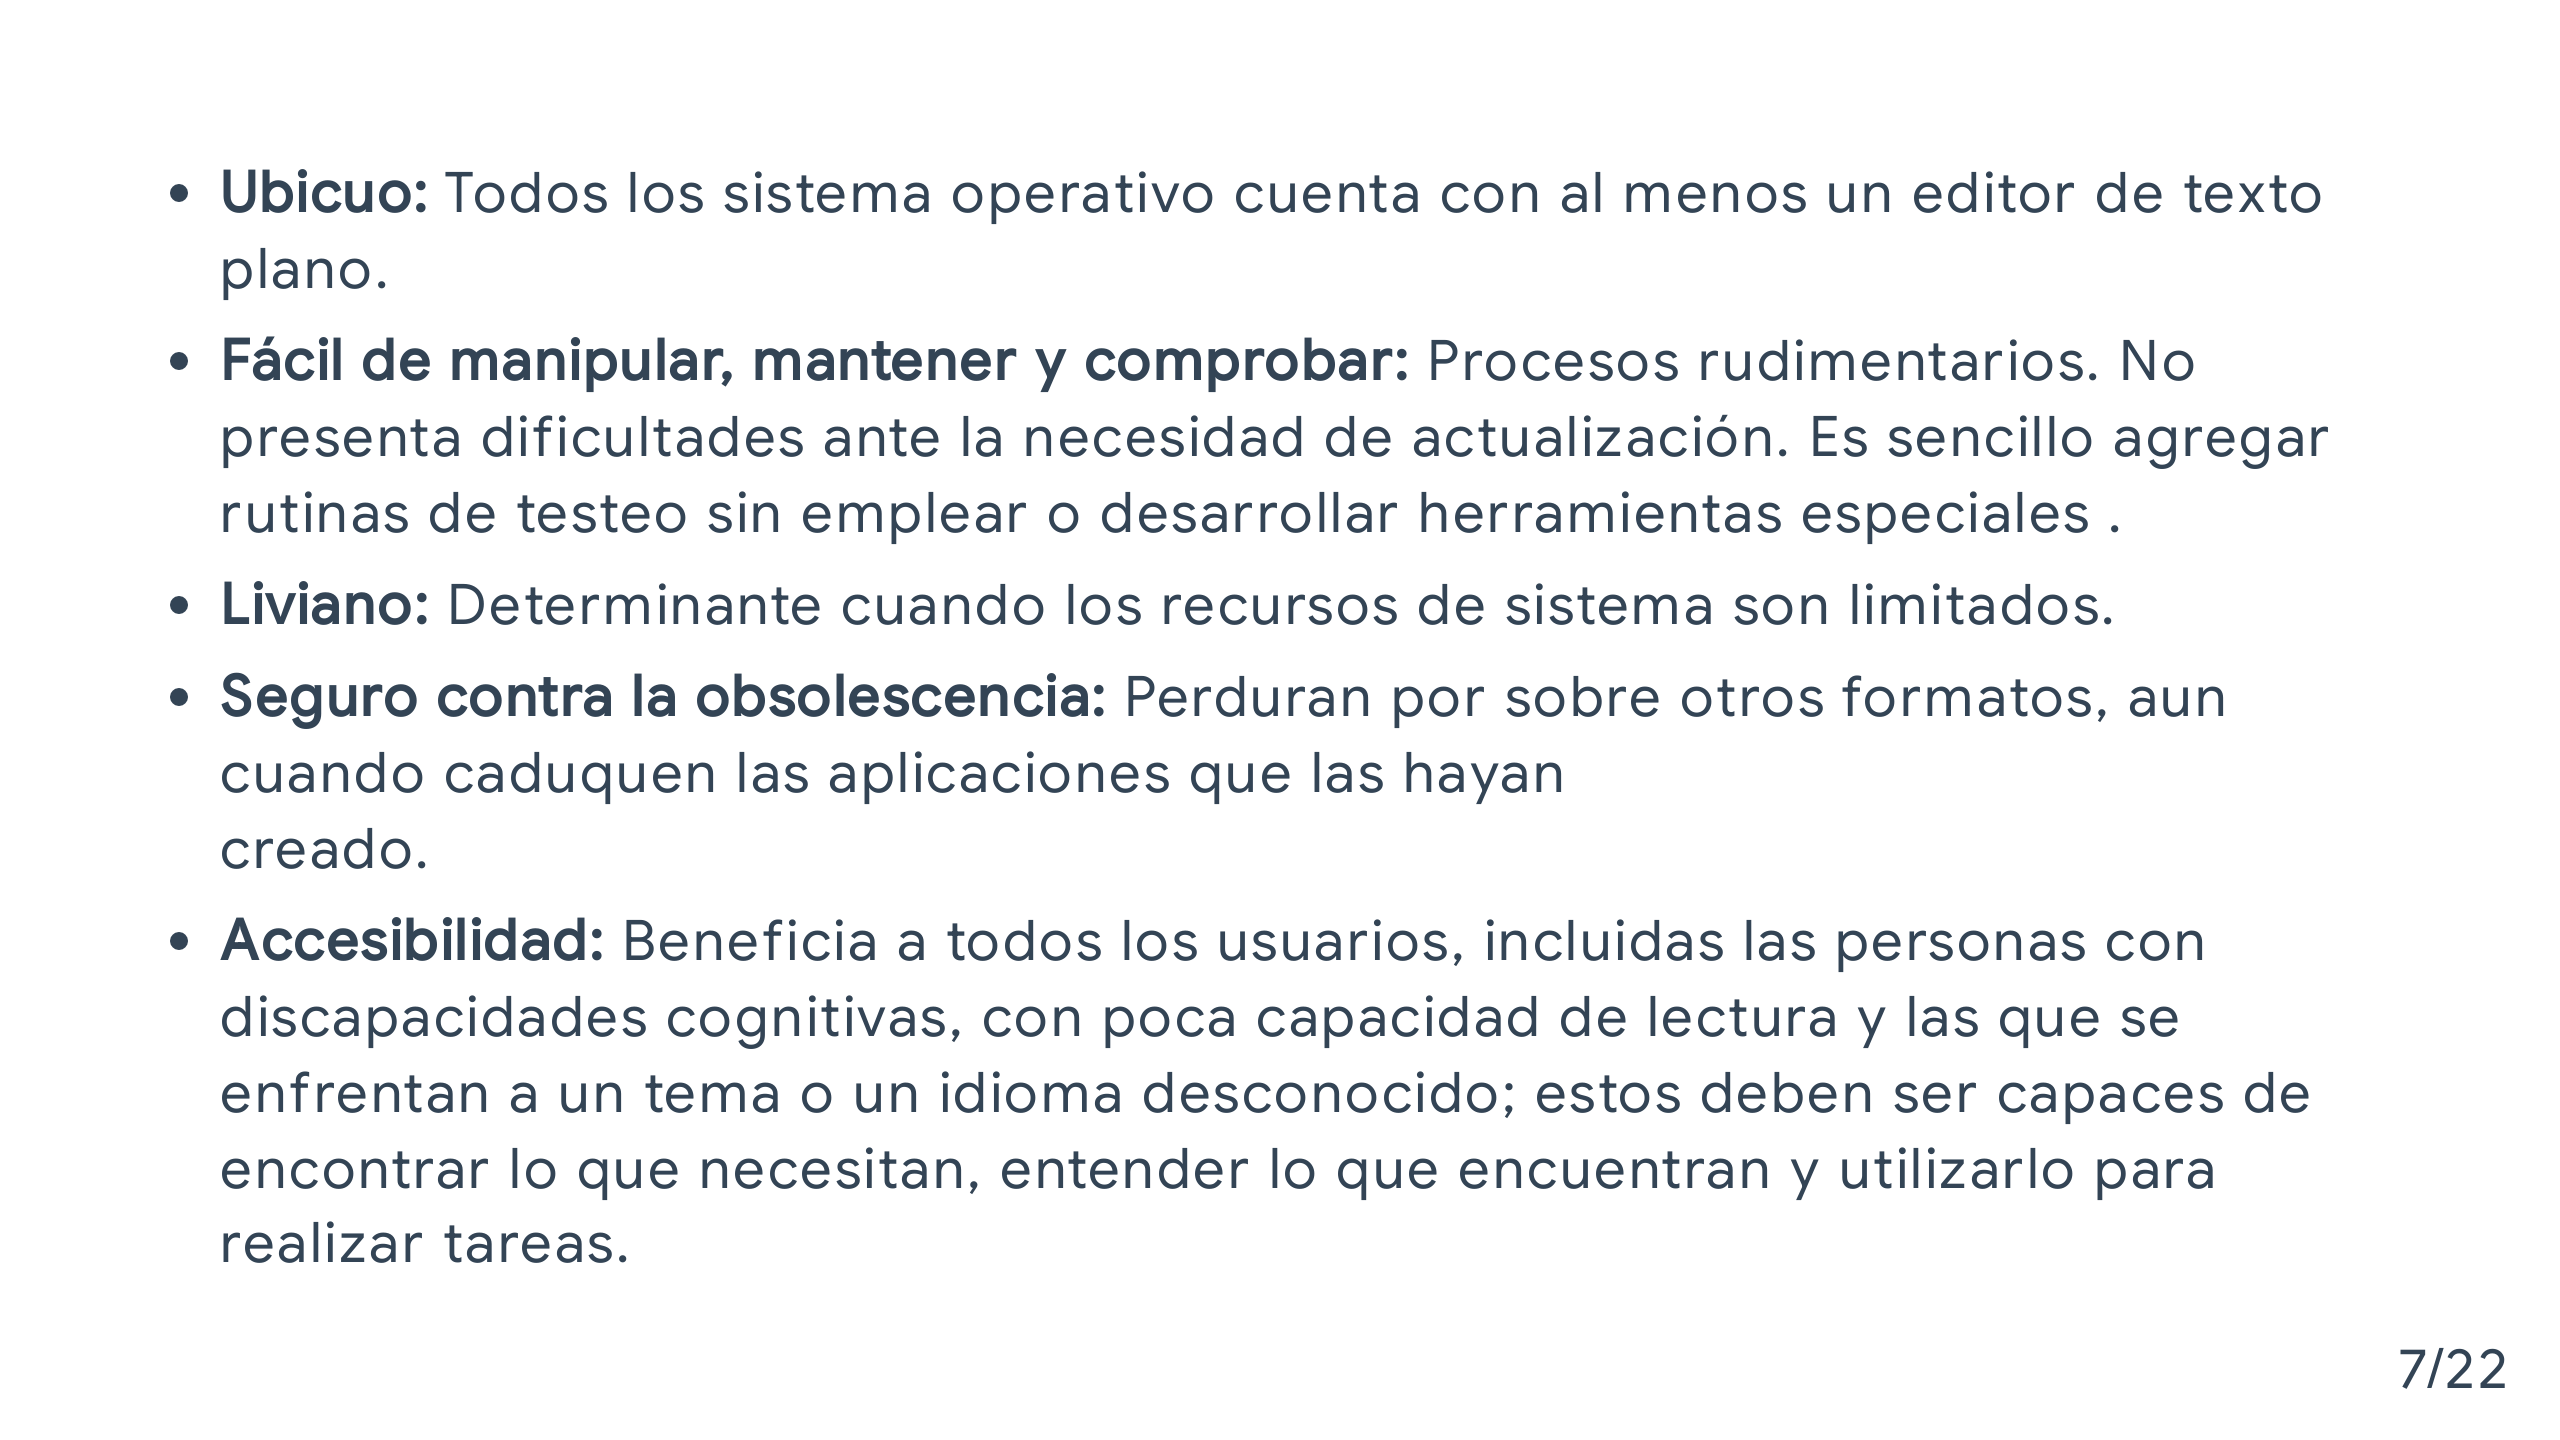 • Ubicuo: Todos los sistema operativo cuenta con al menos un editor de texto
plano.
• Fácil de manipular, mantener y comprobar: Procesos rudimentarios. No
presenta dificultades ante la necesidad de actualización. Es sencillo agregar
rutinas de testeo sin emplear o desarrollar herramientas especiales .
• Liviano: Determinante cuando los recursos de sistema son limitados.
• Seguro contra la obsolescencia: Perduran por sobre otros formatos, aun
cuando caduquen las aplicaciones que las hayan
creado.
• Accesibilidad: Beneficia a todos los usuarios, incluidas las personas con
discapacidades cognitivas, con poca capacidad de lectura y las que se
enfrentan a un tema o un idioma desconocido; estos deben ser capaces de
encontrar lo que necesitan, entender lo que encuentran y utilizarlo para
realizar tareas.
7/22